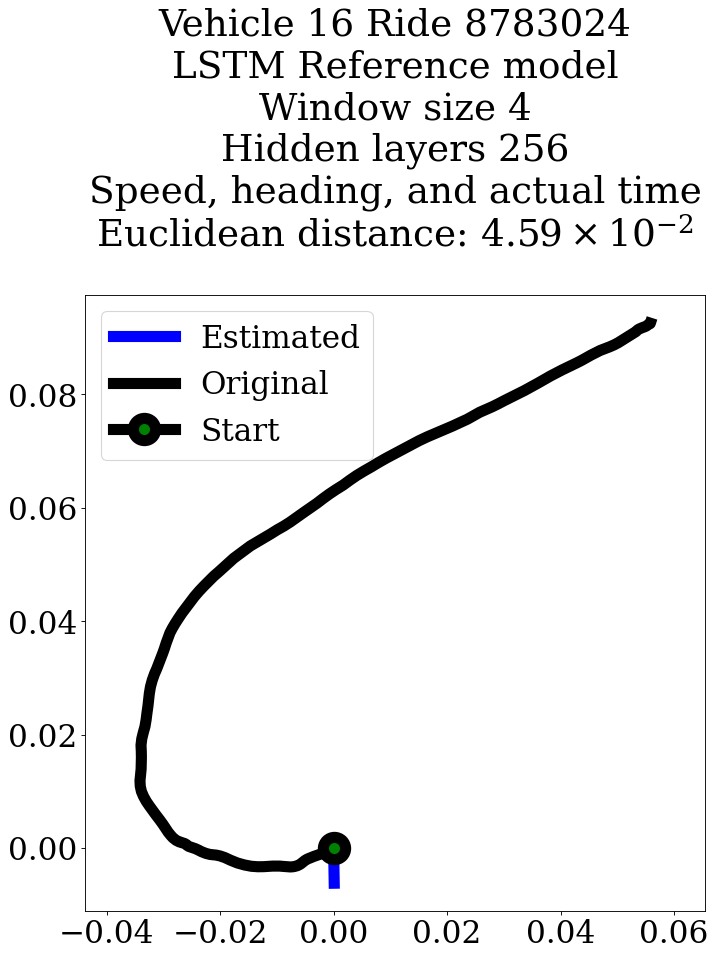 Vehicle 16 Ride 8783024
LSTM Reference model
Window size 4
Hidden layers 256
Speed, heading, and actual time
Euclidean distance: 4.59 × 10⁻²
Estimated
Original
Start
0.08
0.06
0.04
0.02
0.00
−0.04 −0.02 0.00 0.02 0.04 0.06